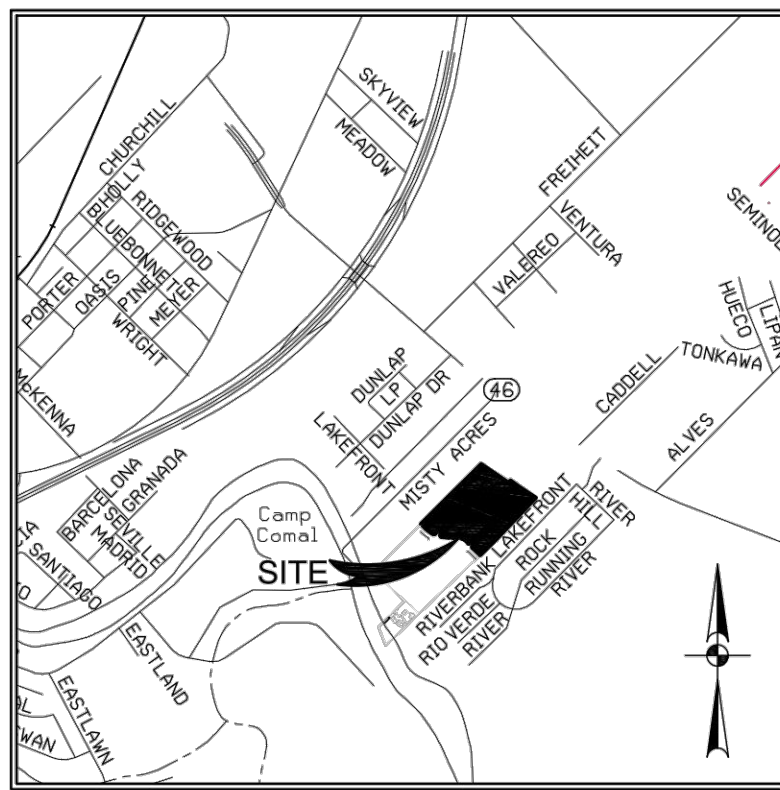 SKYVIEW
MEADOW
CHURCHILL
HOLLY
RIDGEWOOD
BLUEBONNET
FREIHEIT
VENTURA
VALEREO
PORTER
OASIS
PINE
MEYER
WRIGHT
HUECO
LIPAN
TONKAWA
CADDELL
ALVES
McKENNA
DUNLAP
LP
DUNLAP DR
LAKEFRONT
46
MISTY ACRES
BARCELONA
GRANADA
SEVILLE
MADRID
SANTIAGO
Camp
Comal
SITE
RIVERBANK
LAKEFRONT
RIVER
HILL
ROCK
RUNNING
RIVER
RIO VERDE
RIVER
EASTLAND
EASTLAWN